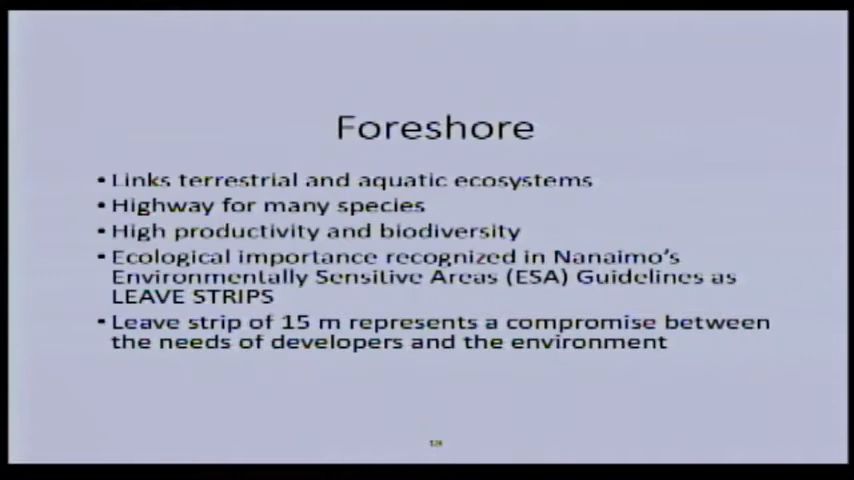 Foreshore
• Links terrestrial and aquatic ecosystems
• Highway for many species
• High productivity and biodiversity
• Ecological importance recognized in Nanaimo's
Environmentally Sensitive Areas (ESA) Guidelines as
LEAVE STRIPS
• Leave strip of 15 m represents a compromise between
the needs of developers and the environment